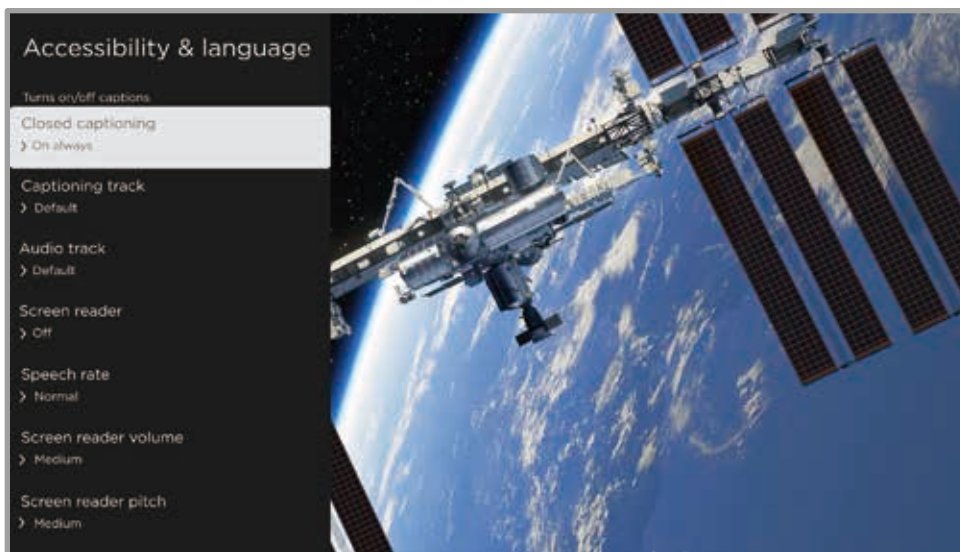 Accessibility & language
Turns on/off captions
Closed captioning
› On always
Captioning track
› Default
Audio track
› Default
Screen reader
› Off
Speech rate
› Normal
Screen reader volume
› Medium
Screen reader pitch
› Medium